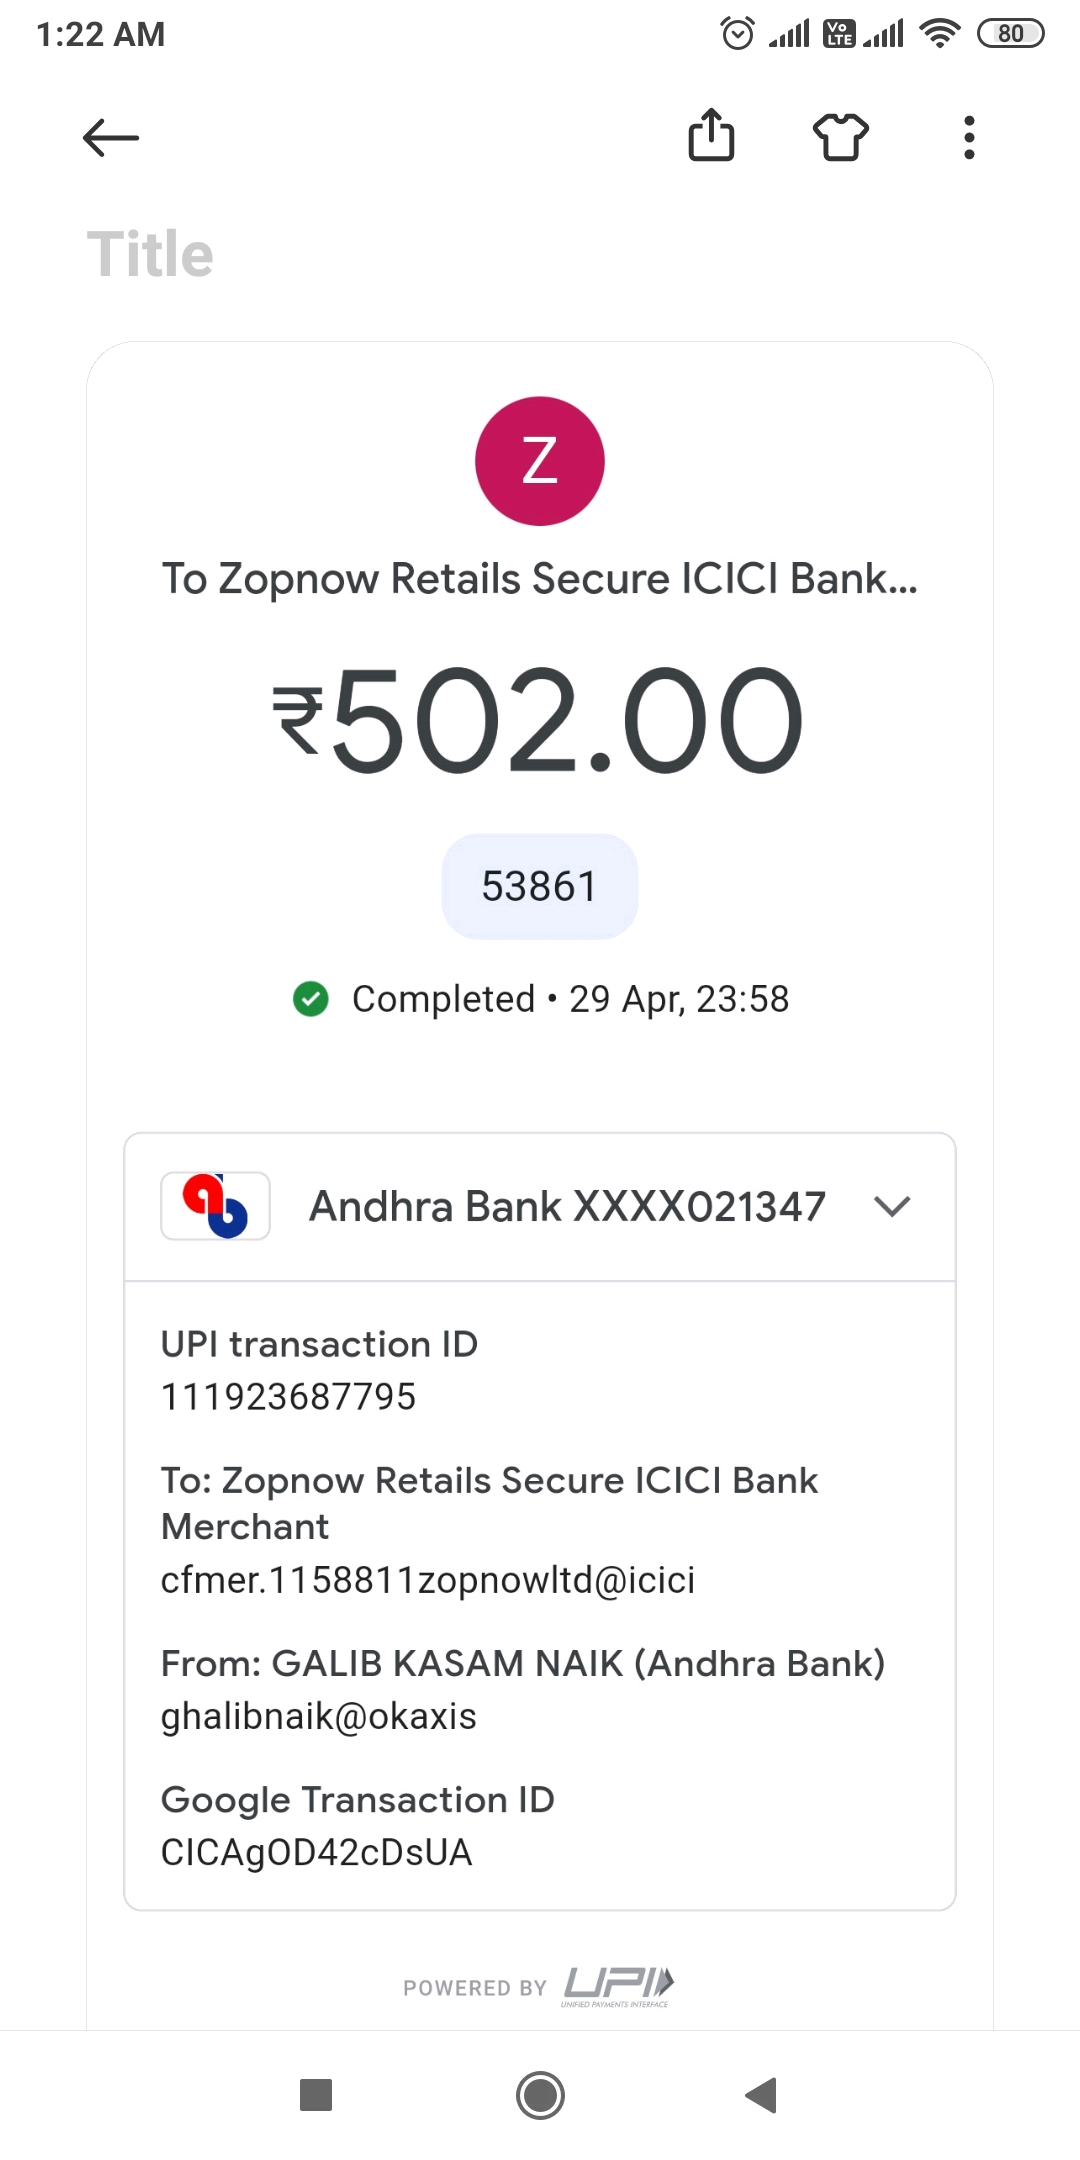 1:22 AM
Vo
LTE
80
Title
Z
To Zopnow Retails Secure ICICI Bank...
₹502.00
53861
Completed • 29 Apr, 23:58
Andhra Bank XXXX021347
UPI transaction ID
111923687795
To: Zopnow Retails Secure ICICI Bank
Merchant
cfmer.1158811zopnowltd@icici
From: GALIB KASAM NAIK (Andhra Bank)
ghalibnaik@okaxis
Google Transaction ID
CICAgOD42cDsUA
POWERED BY UPI
UNIFIED PAYMENTS INTERFACE